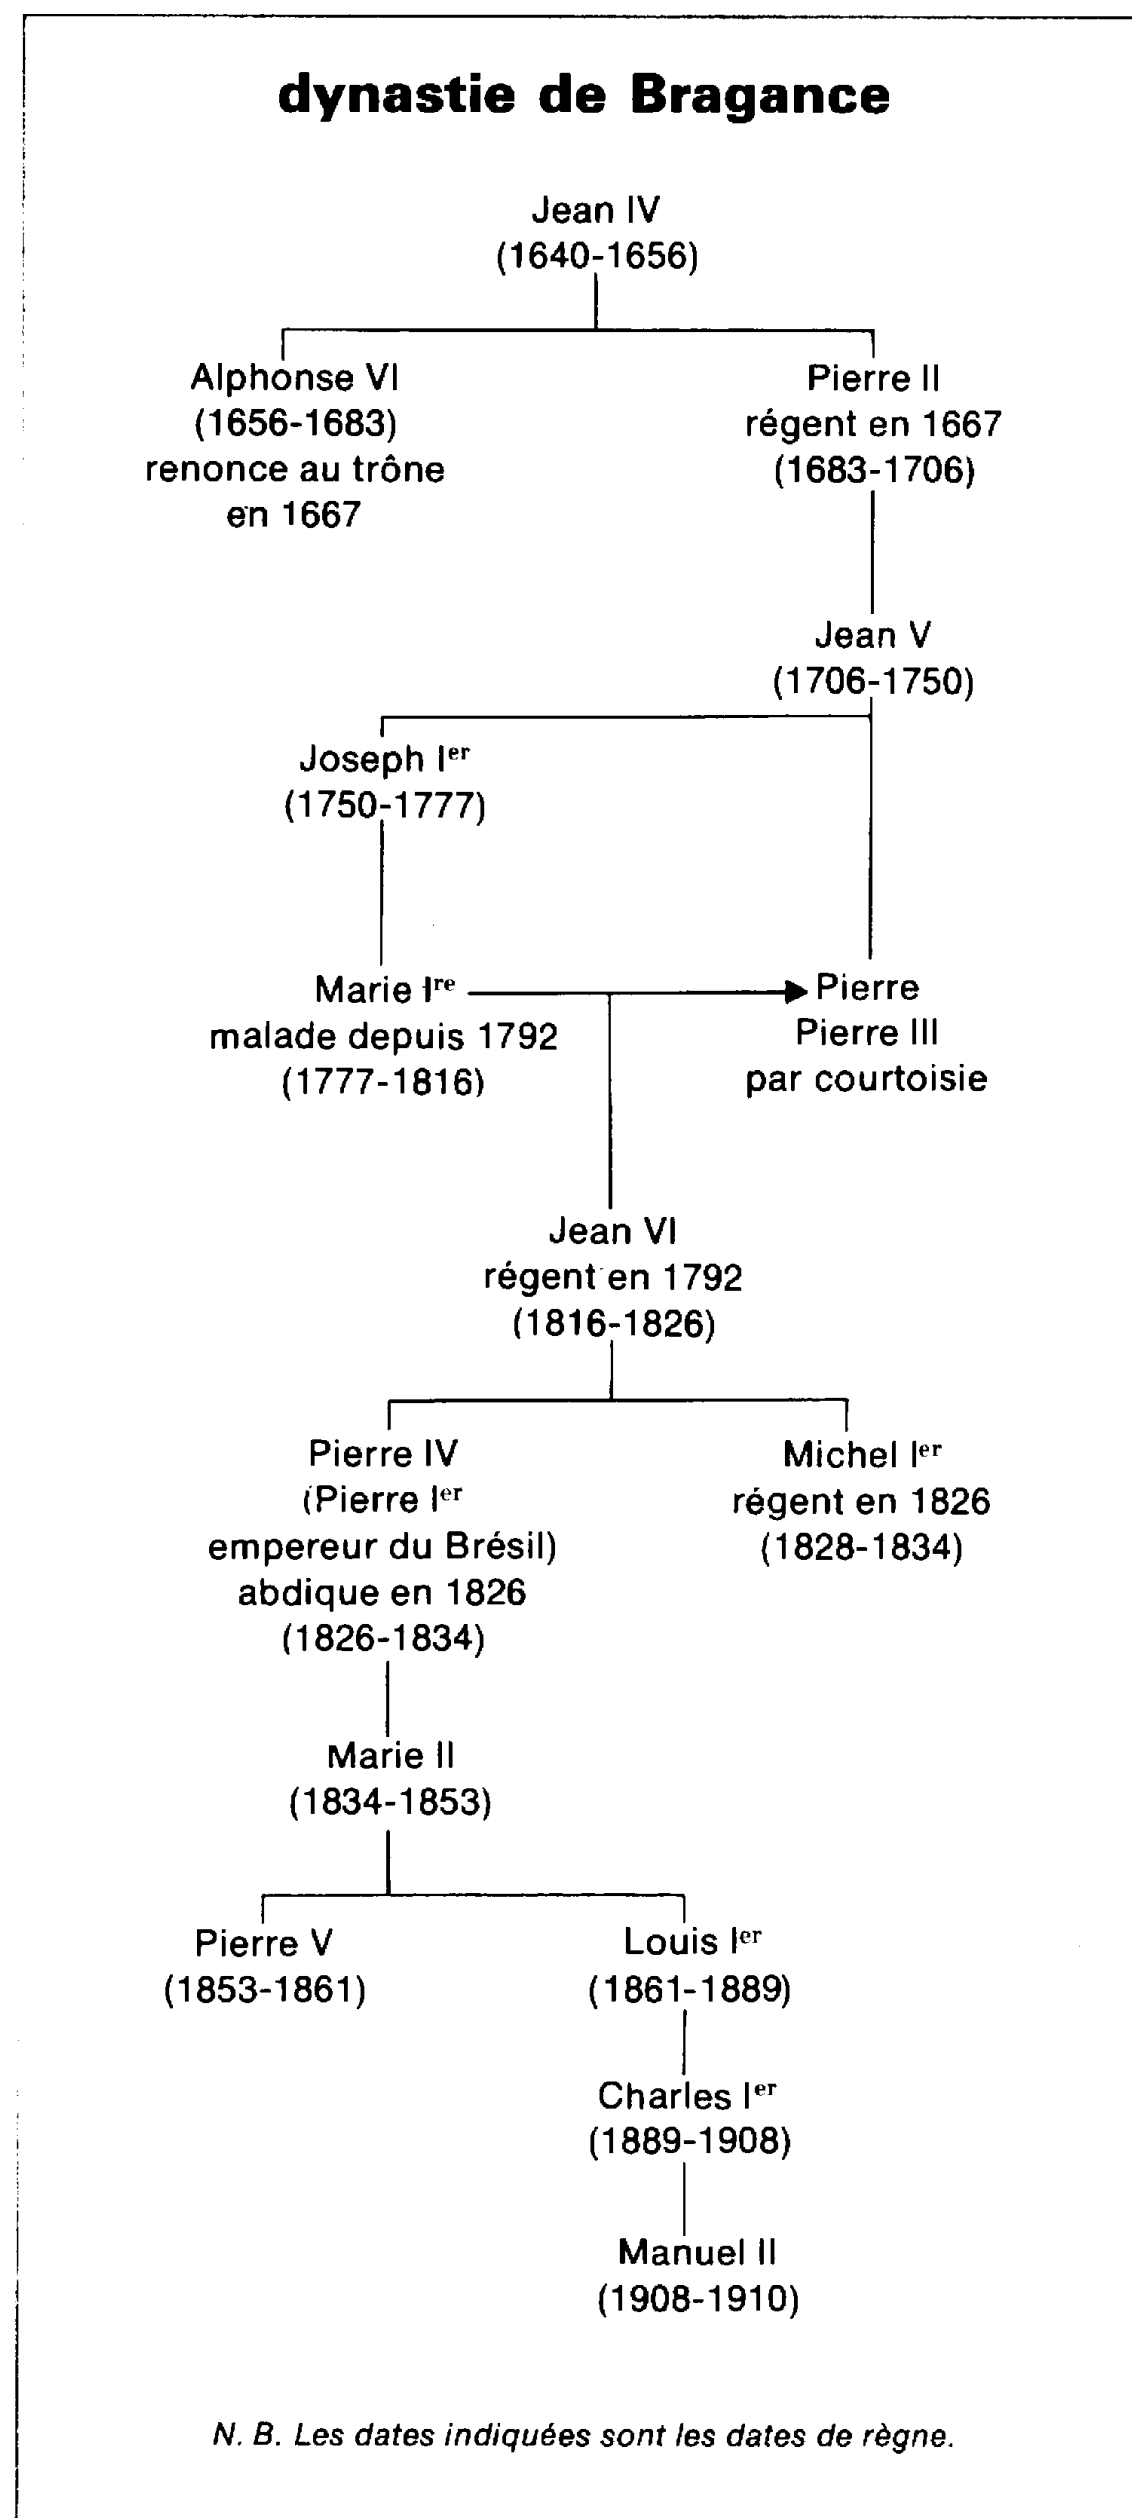 dynastie de Bragance
Jean IV
(1640-1656)
Alphonse VI
(1656-1683)
renonce au trône
en 1667
Pierre II
régent en 1667
(1683-1706)
Jean V
(1706-1750)
Joseph Ier
(1750-1777)
Marie Ire
malade depuis 1792
(1777-1816)
Pierre
Pierre III
par courtoisie
Jean VI
régent en 1792
(1816-1826)
Pierre IV
(Pierre Ier
empereur du Brésil)
abdique en 1826
(1826-1834)
Michel Ier
régent en 1826
(1828-1834)
Marie II
(1834-1853)
Pierre V
(1853-1861)
Louis Ier
(1861-1889)
Charles Ier
(1889-1908)
Manuel II
(1908-1910)
N. B. Les dates indiquées sont les dates de règne.